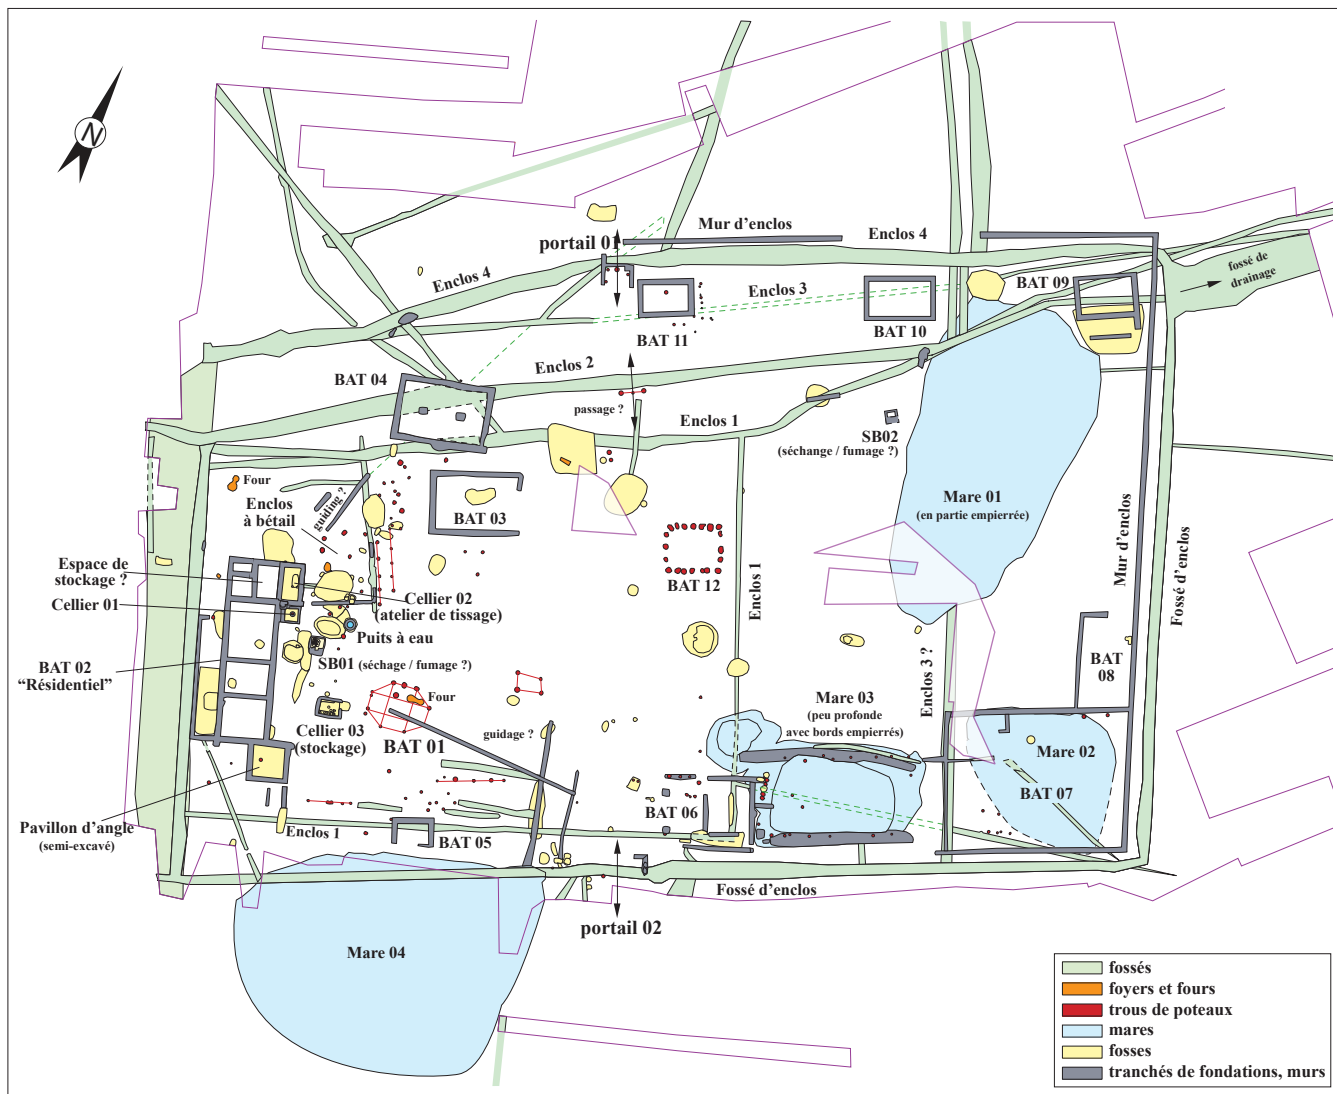 N
Mur d'enclos
Enclos 4
portail 01
Enclos 4
fossé de
drainage
Enclos 3
BAT 09
BAT 11
BAT 10
Enclos 2
BAT 04
passage ?
Enclos 1
SB02
(séchange / fumage ?)
Four
Enclos
à bétail
guiding ?
BAT 03
Mare 01
(en partie empierrée)
Mur d'enclos
Fossé d'enclos
Espace de
stockage ?
BAT 12
Enclos 1
Cellier 01
Cellier 02
(atelier de tissage)
Puits à eau
SB01 (séchage / fumage ?)
BAT 02
“Résidentiel”
BAT
08
Enclos 3 ?
Four
Mare 03
(peu profonde
avec bords empierrés)
Cellier 03
(stockage)
BAT 01
guidage ?
Mare 02
BAT 07
Pavillon d'angle
(semi-excavé)
Enclos 1
BAT 05
BAT 06
Fossé d'enclos
portail 02
Mare 04
fossés
foyers et fours
trous de poteaux
mares
fosses
tranchés de fondations, murs